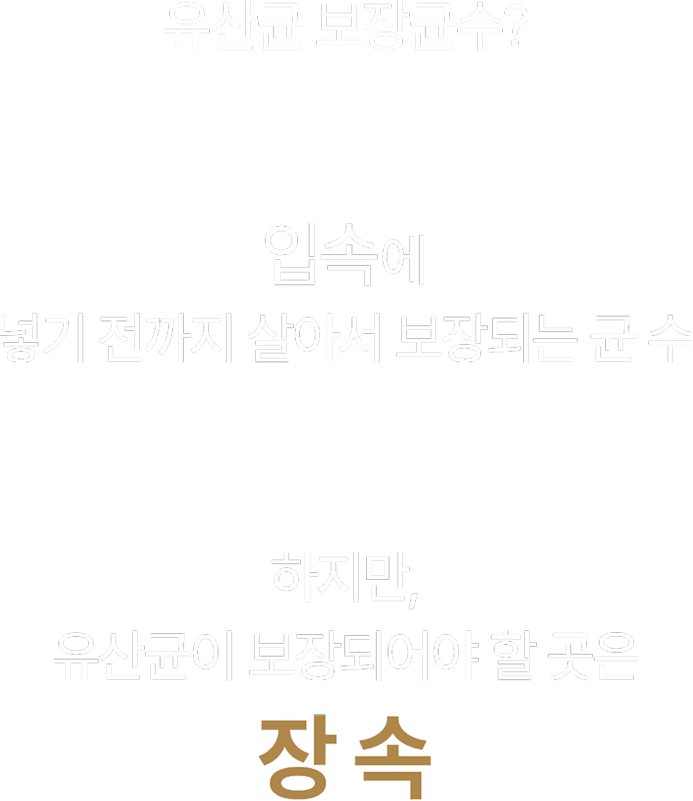 유산균 보장균수?
입속에
넣기 전까지 살아서 보장되는 균 수
하지만,
유산균이 보장되어야 할 곳은
장 속